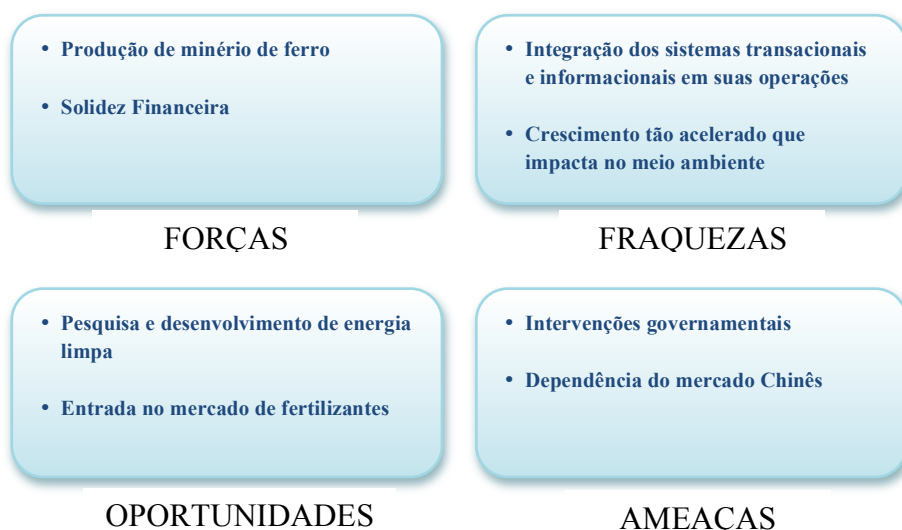 • Produção de minério de ferro
• Solidez Financeira
FORÇAS
• Integração dos sistemas transacionais
e informacionais em suas operações
• Crescimento tão acelerado que
impacta no meio ambiente
FRAQUEZAS
• Pesquisa e desenvolvimento de energia
limpa
• Entrada no mercado de fertilizantes
OPORTUNIDADES
• Intervenções governamentais
• Dependência do mercado Chinês
AMEAÇAS